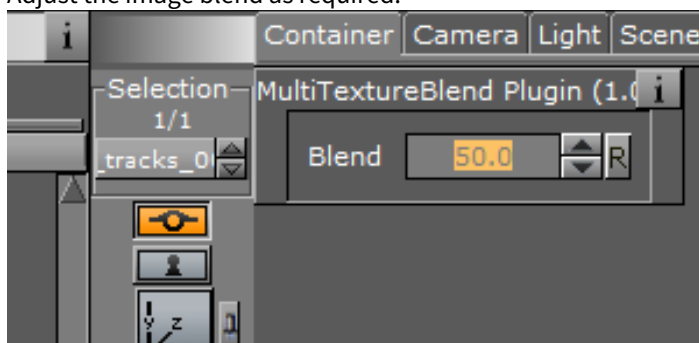 Adjust the image blend as required.
i
Container Camera Light Scene
Selection
1/1
_tracks_0
MultiTextureBlend Plugin (1.0
i
Blend 50.0 R
y z